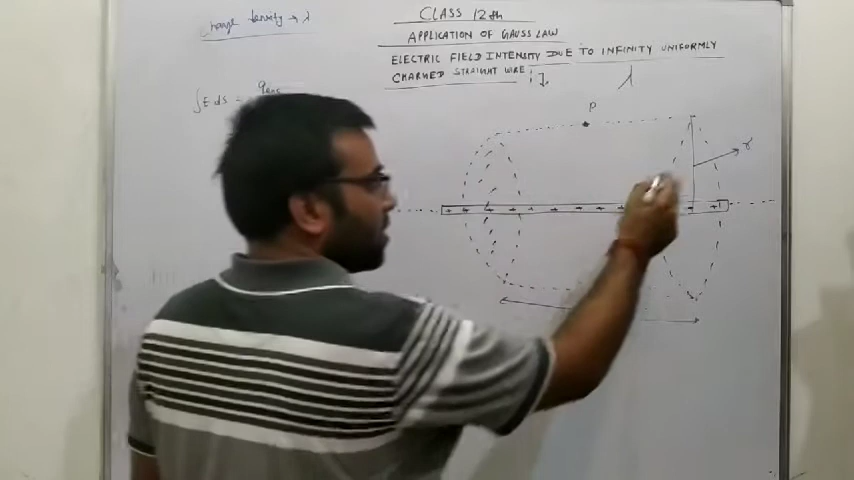 CLASS 12th
APPLICATION OF GAUSS LAW
ELECTRIC FIELD INTENSITY DUE TO INFINITY UNIFORMLY
CHARGED STRAIGHT WIRE :].
λ
Charge density → λ
∫E ds = qenc
P
r
+ + + + + + + + +